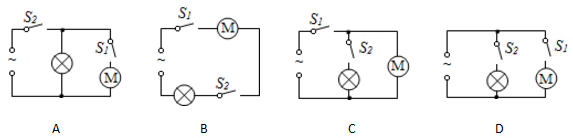 S2 S1 M ~
S1 M S2 ~
S1 S2 M ~
S2 S1 M ~
A B C D